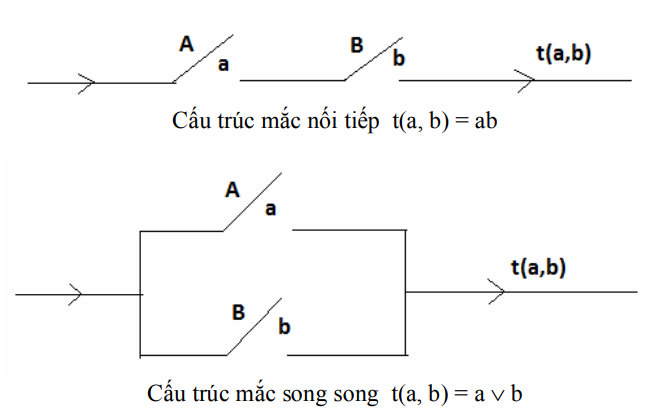 A
a
B
b
t(a,b)
Cấu trúc mắc nối tiếp t(a, b) = ab
A
a
t(a,b)
B
b
Cấu trúc mắc song song t(a, b) = a ∨ b